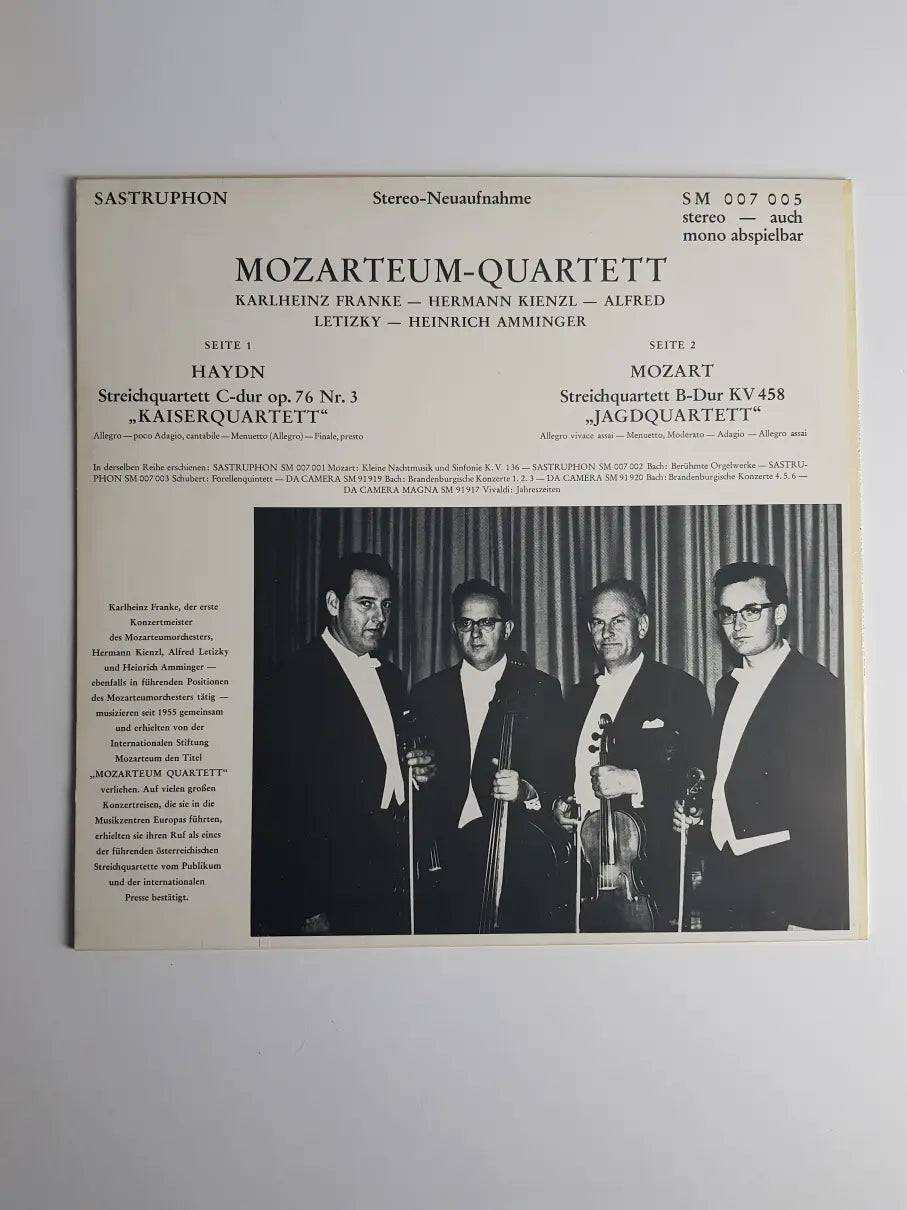 SASTRUPHON
Stereo-Neuaufnahme
SM 007 005
stereo — auch
mono abspielbar
MOZARTEUM-QUARTETT
KARLHEINZ FRANKE — HERMANN KIENZL — ALFRED
LETIZKY — HEINRICH AMMINGER
SEITE 1
HAYDN
Streichquartett C-dur op. 76 Nr. 3
„KAISERQUARTETT“
Allegro — poco Adagio, cantabile — Menuetto (Allegro) — Finale, presto
SEITE 2
MOZART
Streichquartett B-Dur KV 458
„JAGDQUARTETT“
Allegro vivace assai — Menuetto, Moderato — Adagio — Allegro assai
In derselben Reihe erschienen: SASTRUPHON SM 007 001 Mozart: Kleine Nachtmusik und Sinfonie K. V. 136 — SASTRUPHON SM 007 002 Bach: Berühmte Orgelwerke — SASTRU-
PHON SM 007 003 Schubert: Forellenquintett — DA CAMERA SM 91919 Bach: Brandenburgische Konzerte 1. 2. 3 — DA CAMERA SM 91 920 Bach: Brandenburgische Konzerte 4. 5. 6 —
DA CAMERA MAGNA SM 91917 Vivaldi: Jahreszeiten
Karlheinz Franke, der erste
Konzertmeister
des Mozarteumorchesters,
Hermann Kienzl, Alfred Letizky
und Heinrich Amminger —
ebenfalls in führenden Positionen
des Mozarteumorchesters tätig —
musizieren seit 1955 gemeinsam
und erhielten von der
Internationalen Stiftung
Mozarteum den Titel
„MOZARTEUM QUARTETT“
verliehen. Auf vielen großen
Konzertreisen, die sie in die
Musikzentren Europas führten,
erhielten sie ihren Ruf als eines
der führenden österreichischen
Streichquartette vom Publikum
und der internationalen
Presse bestätigt.